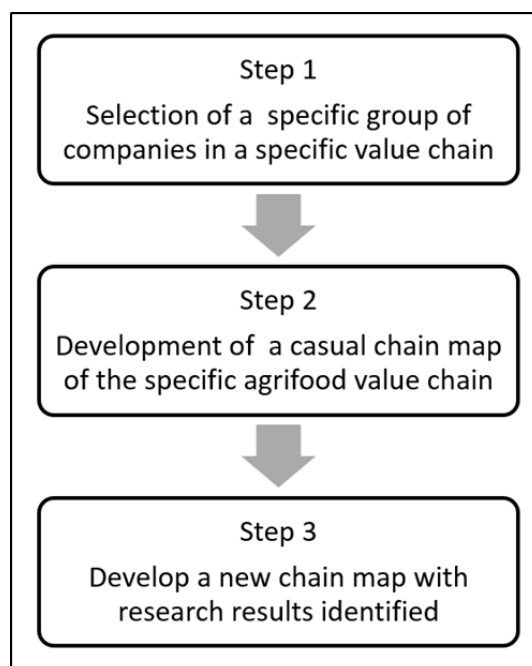 Step 1
Selection of a specific group of
companies in a specific value chain
Step 2
Development of a casual chain map
of the specific agrifood value chain
Step 3
Develop a new chain map with
research results identified